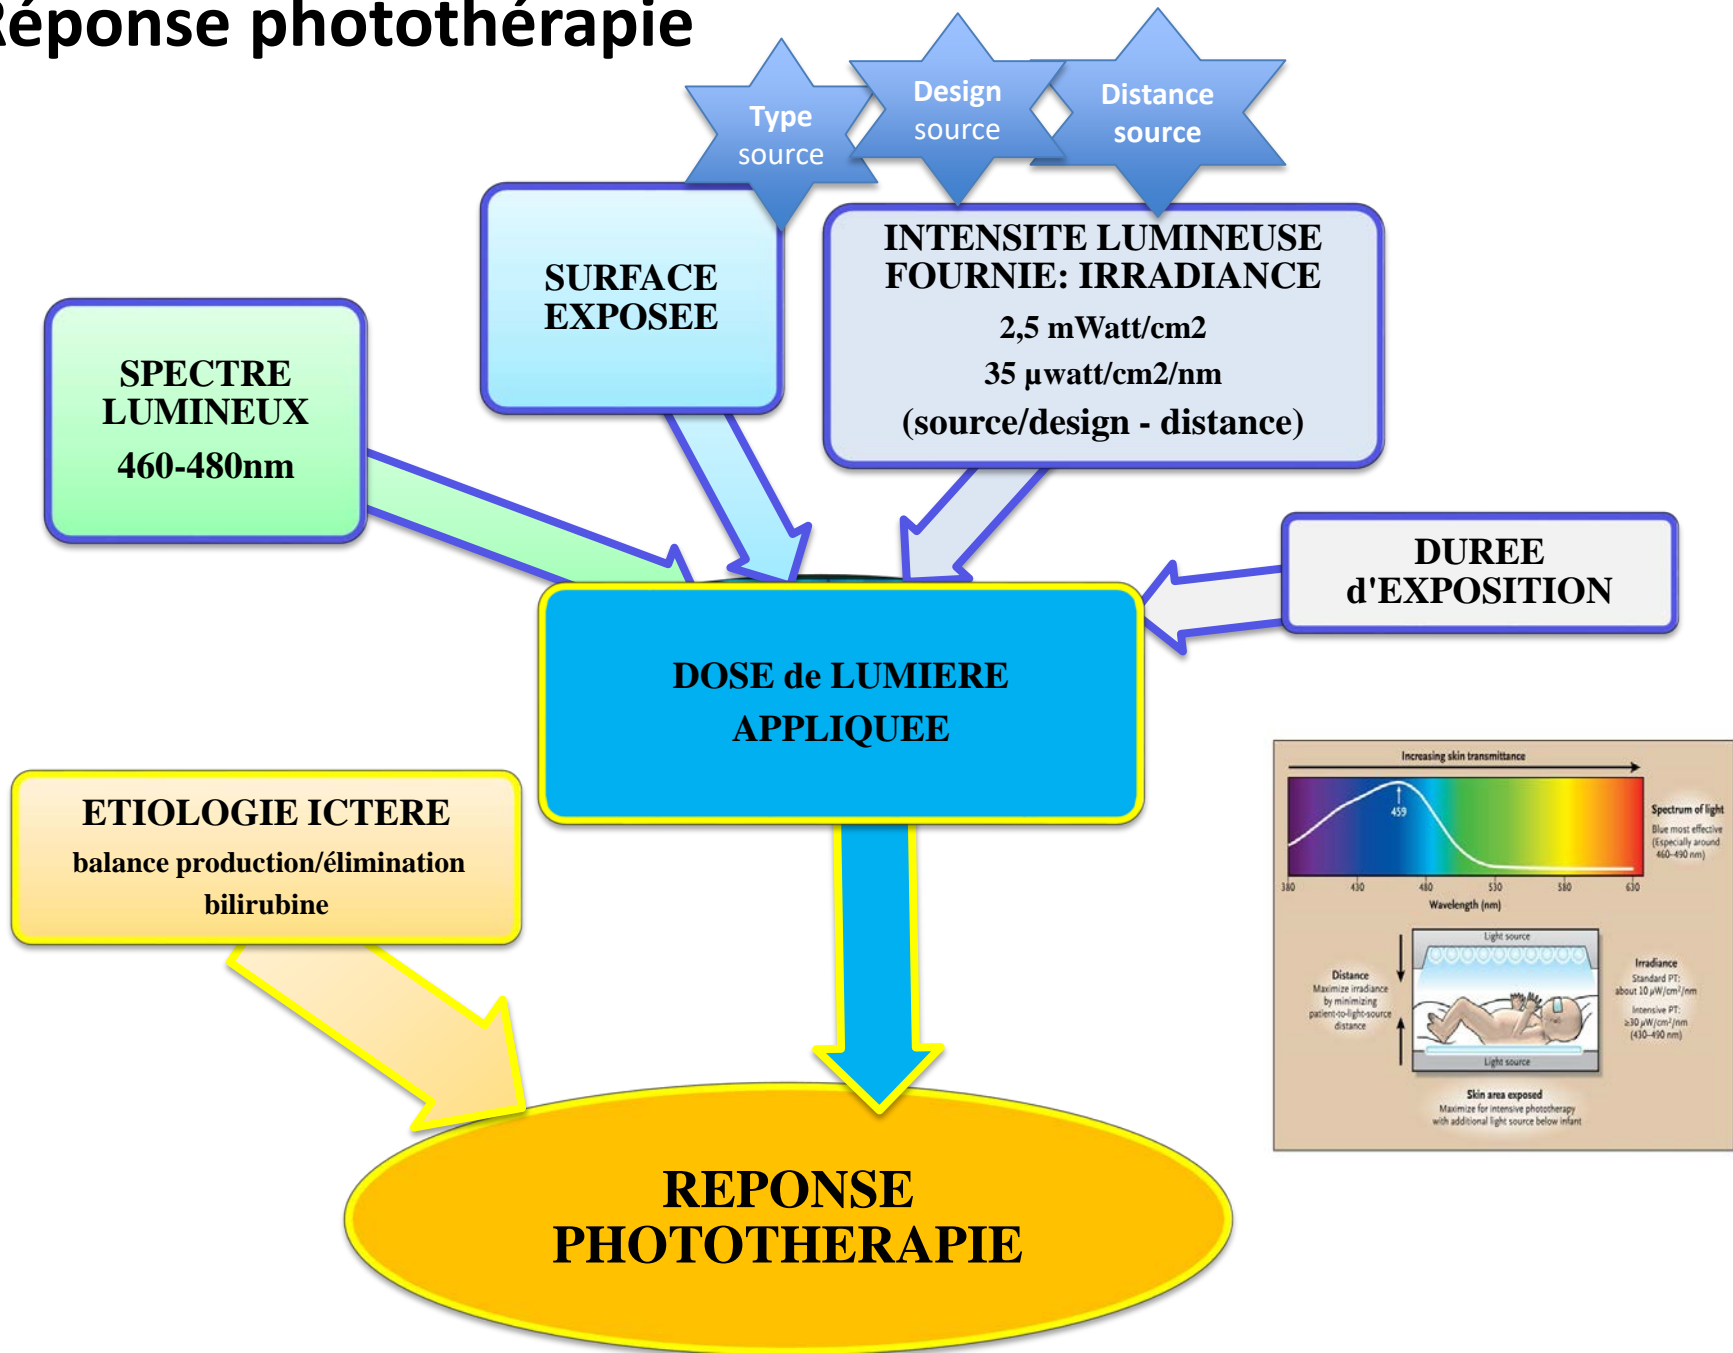 Réponse photothérapie
Type
source
Design
source
Distance
source
SURFACE
EXPOSEE
INTENSITE LUMINEUSE
FOURNIE: IRRADIANCE
2,5 mWatt/cm2
35 µwatt/cm2/nm
(source/design - distance)
SPECTRE
LUMINEUX
460-480nm
DUREE
d'EXPOSITION
DOSE de LUMIERE
APPLIQUEE
ETIOLOGIE ICTERE
balance production/élimination
bilirubine
REPONSE
PHOTOTHERAPIE
Increasing skin transmittance
459
Spectrum of light
Blue most effective
(Especially around
460–490 nm)
380 430 480 530 580 630
Wavelength (nm)
Light source
Distance
Maximize irradiance
by minimizing
patient-to-light-source
distance
Irradiance
Standard PT:
about 10 µW/cm²/nm
Intensive PT:
≥30 µW/cm²/nm
(430–490 nm)
Light source
Skin area exposed
Maximize for intensive phototherapy
with additional light source below infant